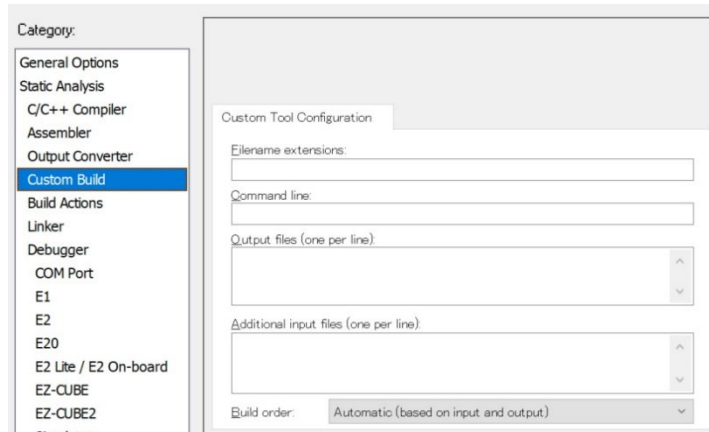 Category:
General Options
Static Analysis
C/C++ Compiler
Assembler
Output Converter
Custom Build
Build Actions
Linker
Debugger
COM Port
E1
E2
E20
E2 Lite / E2 On-board
EZ-CUBE
EZ-CUBE2
Custom Tool Configuration
Filename extensions:
Command line:
Output files (one per line):
Additional input files (one per line):
Build order: Automatic (based on input and output)